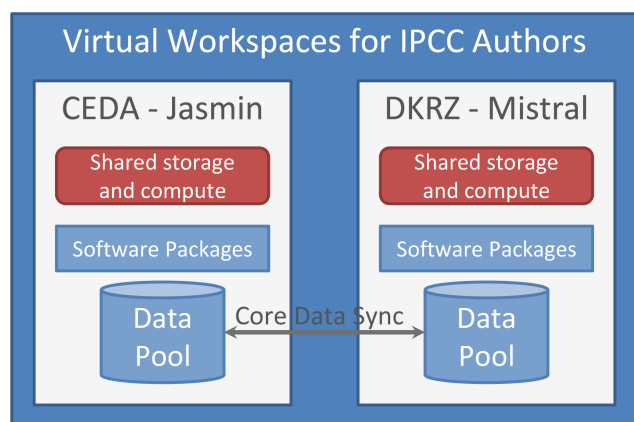 Virtual Workspaces for IPCC Authors
CEDA - Jasmin
Shared storage
and compute
Software Packages
Data
Pool
Core Data Sync
DKRZ - Mistral
Shared storage
and compute
Software Packages
Data
Pool